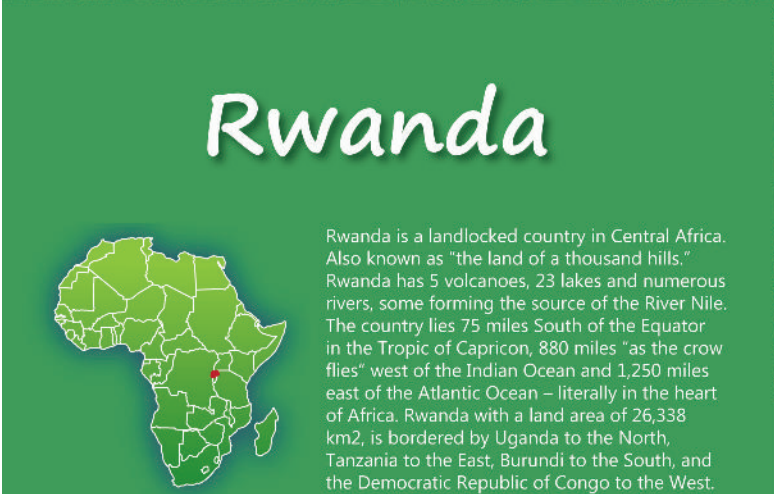 Rwanda
Rwanda is a landlocked country in Central Africa.
Also known as "the land of a thousand hills."
Rwanda has 5 volcanoes, 23 lakes and numerous
rivers, some forming the source of the River Nile.
The country lies 75 miles South of the Equator
in the Tropic of Capricon, 880 miles "as the crow
flies" west of the Indian Ocean and 1,250 miles
east of the Atlantic Ocean – literally in the heart
of Africa. Rwanda with a land area of 26,338
km2, is bordered by Uganda to the North,
Tanzania to the East, Burundi to the South, and
the Democratic Republic of Congo to the West.